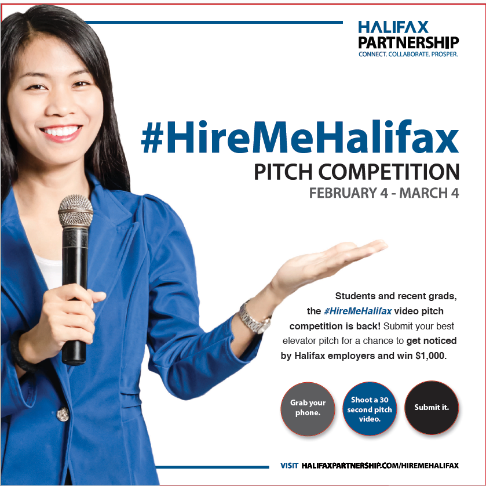 HALIFAX
PARTNERSHIP
CONNECT. COLLABORATE. PROSPER.
#HireMeHalifax
PITCH COMPETITION
FEBRUARY 4 - MARCH 4
Students and recent grads,
the #HireMeHalifax video pitch
competition is back! Submit your best
elevator pitch for a chance to get noticed
by Halifax employers and win $1,000.
Grab your
phone.
Shoot a 30
second pitch
video.
Submit it.
VISIT HALIFAXPARTNERSHIP.COM/HIREMEHALIFAX